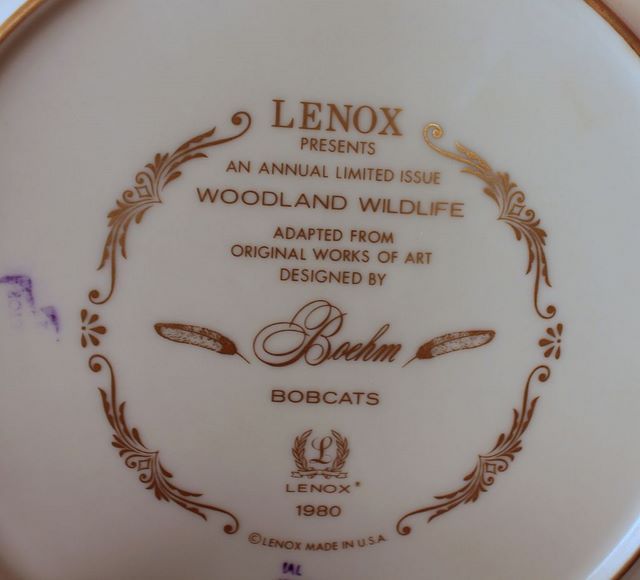 LENOX
PRESENTS
AN ANNUAL LIMITED ISSUE
WOODLAND WILDLIFE
ADAPTED FROM
ORIGINAL WORKS OF ART
DESIGNED BY
Boehm
BOBCATS
L
LENOX®
1980
©LENOX MADE IN U.S.A.